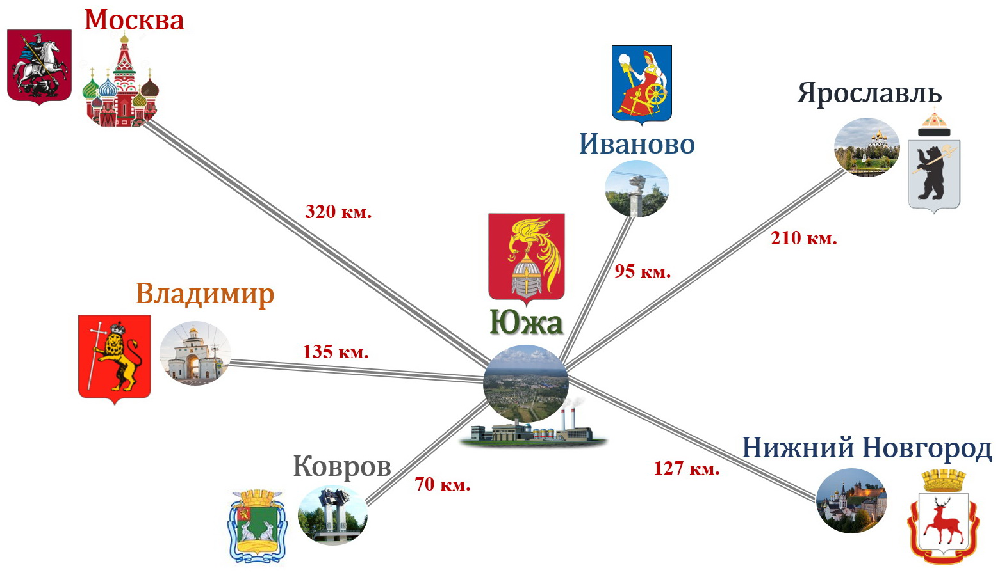 Москва
Иваново
Ярославль
320 км.
210 км.
95 км.
Владимир
Южа
135 км.
Ковров
Нижний Новгород
70 км.
127 км.